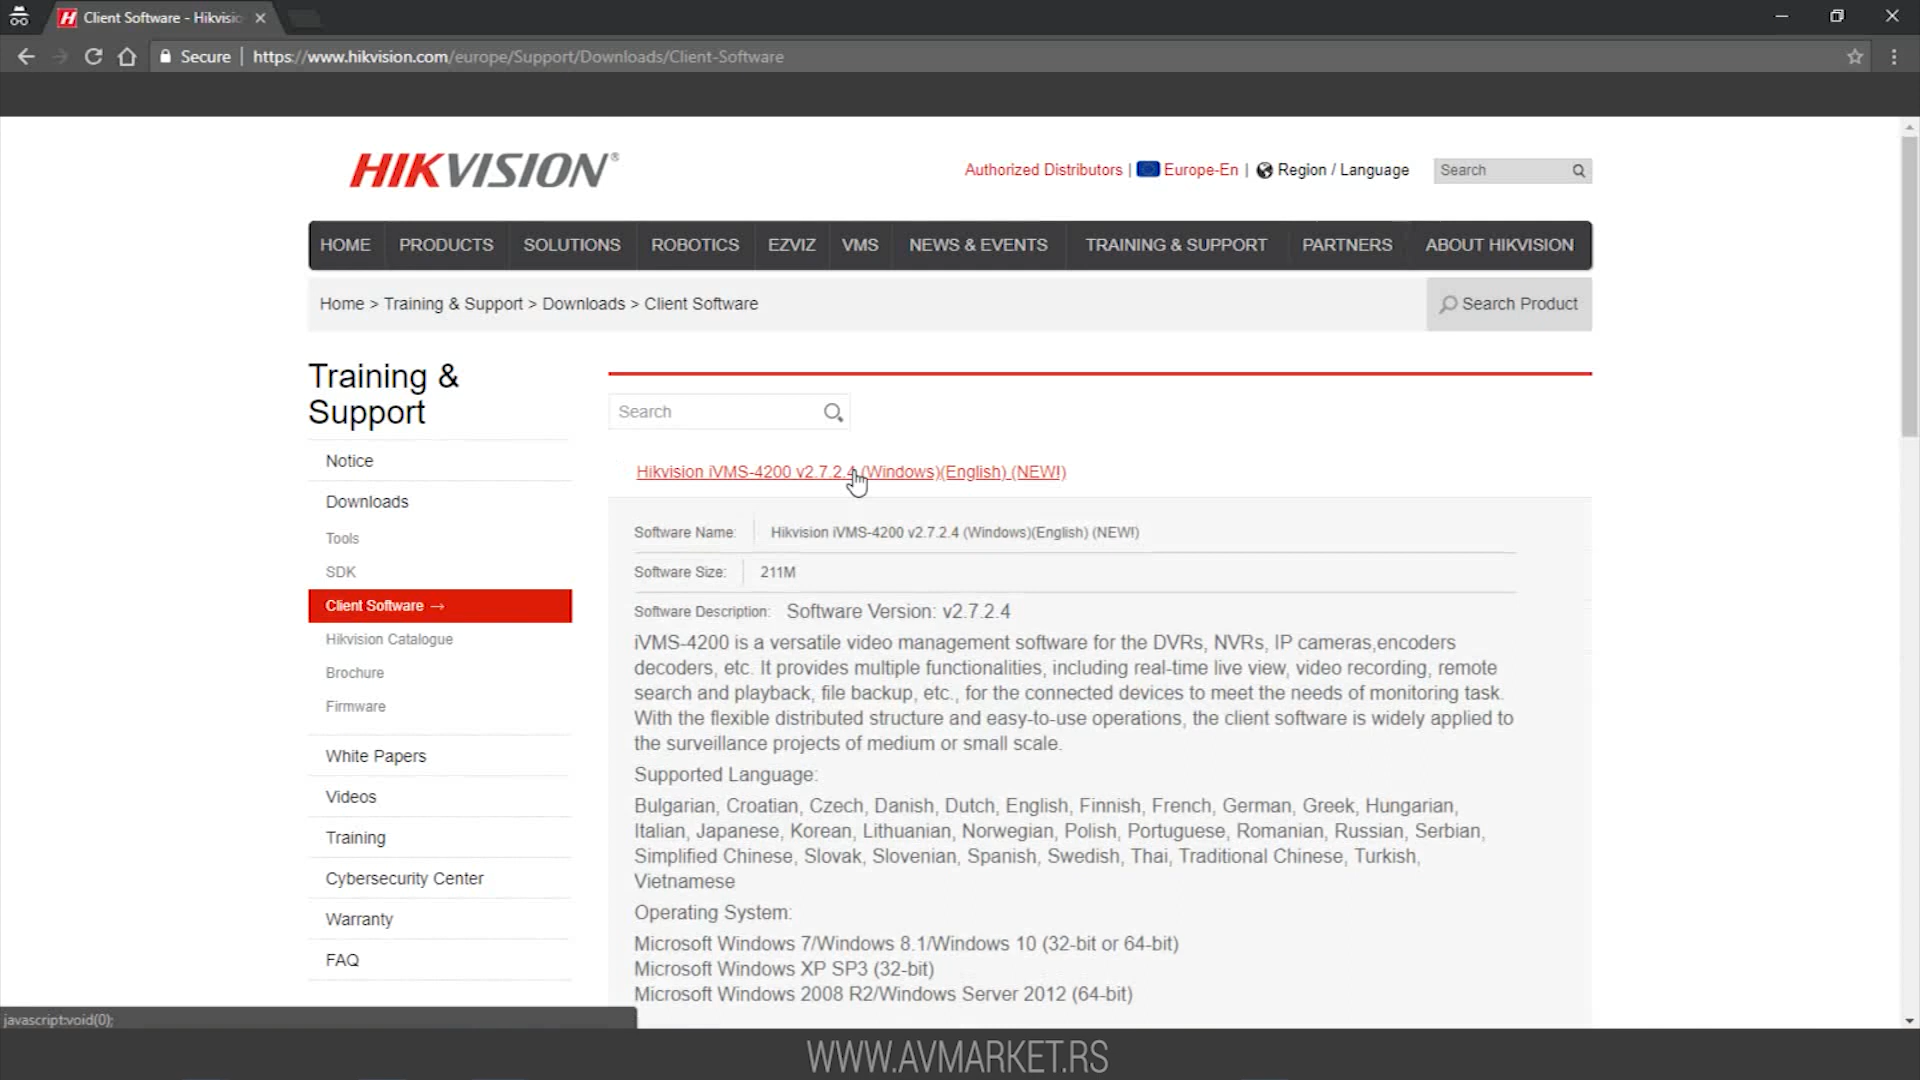 Client Software - Hikvisio
Secure | https://www.hikvision.com/europe/Support/Downloads/Client-Software
HIKVISION®
Authorized Distributors | Europe-En | Region / Language
Search
HOME PRODUCTS SOLUTIONS ROBOTICS EZVIZ VMS NEWS & EVENTS TRAINING & SUPPORT PARTNERS ABOUT HIKVISION
Home > Training & Support > Downloads > Client Software
Search Product
Training &
Support
Notice
Downloads
Tools
SDK
Client Software →
Hikvision Catalogue
Brochure
Firmware
White Papers
Videos
Training
Cybersecurity Center
Warranty
FAQ
Search
Hikvision iVMS-4200 v2.7.2.4 (Windows)(English) (NEW!)
Software Name: Hikvision iVMS-4200 v2.7.2.4 (Windows)(English) (NEW!)
Software Size: 211M
Software Description: Software Version: v2.7.2.4
iVMS-4200 is a versatile video management software for the DVRs, NVRs, IP cameras,encoders
decoders, etc. It provides multiple functionalities, including real-time live view, video recording, remote
search and playback, file backup, etc., for the connected devices to meet the needs of monitoring task.
With the flexible distributed structure and easy-to-use operations, the client software is widely applied to
the surveillance projects of medium or small scale.
Supported Language:
Bulgarian, Croatian, Czech, Danish, Dutch, English, Finnish, French, German, Greek, Hungarian,
Italian, Japanese, Korean, Lithuanian, Norwegian, Polish, Portuguese, Romanian, Russian, Serbian,
Simplified Chinese, Slovak, Slovenian, Spanish, Swedish, Thai, Traditional Chinese, Turkish,
Vietnamese
Operating System:
Microsoft Windows 7/Windows 8.1/Windows 10 (32-bit or 64-bit)
Microsoft Windows XP SP3 (32-bit)
Microsoft Windows 2008 R2/Windows Server 2012 (64-bit)
javascript:void(0);
WWW.AVMARKET.RS